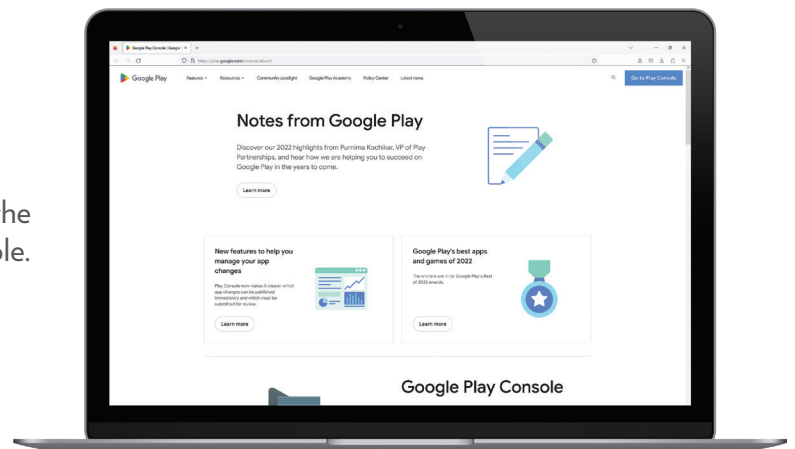 the
ole.
Google Play Console | Google
https://play.google.com/console/about/
Google Play
Features
Resources
Community spotlight
Google Play Academy
Policy Center
Latest news
Go to Play Console
Notes from Google Play
Discover our 2022 highlights from Purnima Kochikar, VP of Play
Partnerships, and hear how we are helping you to succeed on
Google Play in the years to come.
Learn more
New features to help you
manage your app
changes
Play Console now makes it clearer which
app changes can be published
immediately and which must be
submitted for review.
Learn more
Google Play's best apps
and games of 2022
The winners are in for Google Play's Best
of 2022 awards.
Learn more
Google Play Console